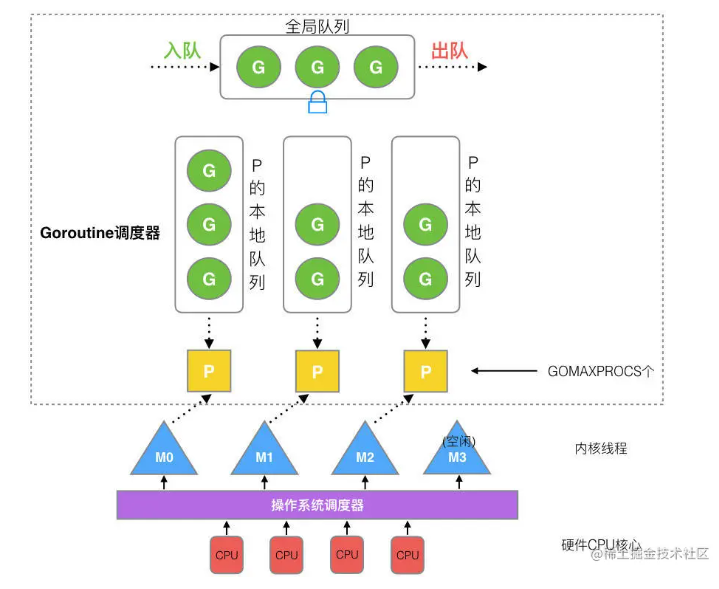 全局队列
入队
G
G
G
出队
G
G
G
P的本地队列
G
G
P的本地队列
G
G
P的本地队列
Goroutine调度器
P
P
P
GOMAXPROCS个
M0
M1
M2
(空闲)
M3
内核线程
操作系统调度器
CPU
CPU
CPU
CPU
硬件CPU核心
@稀土掘金技术社区